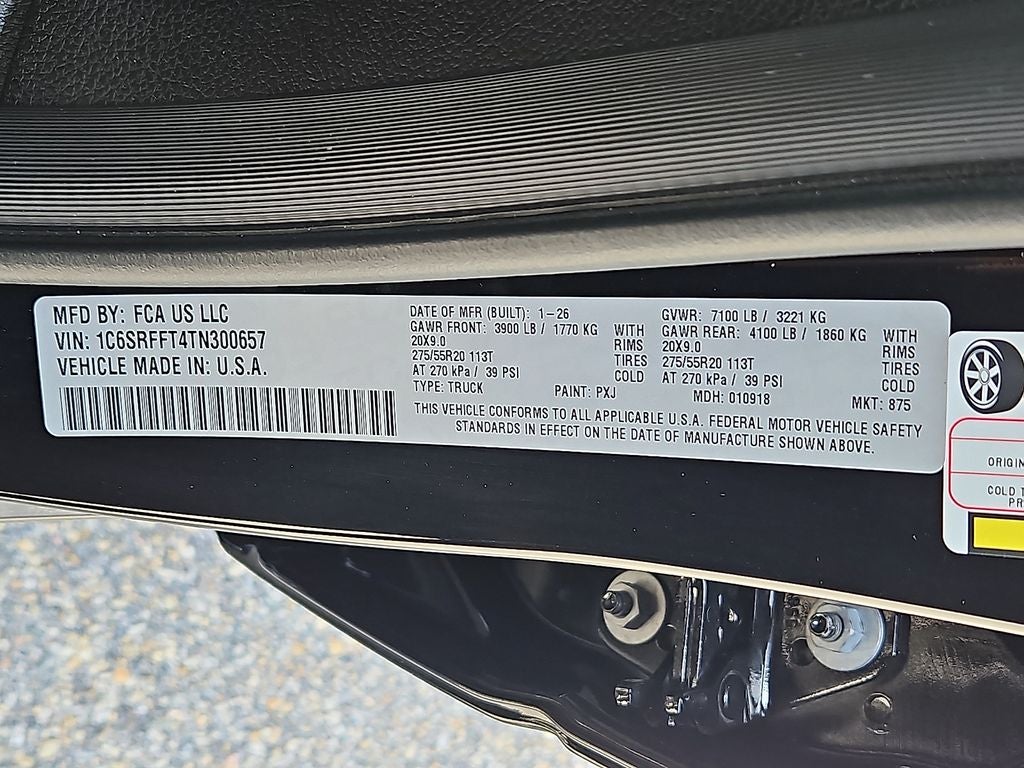 MFD BY: FCA US LLC
VIN: 1C6SRFFT4TN300657
VEHICLE MADE IN: U.S.A.
DATE OF MFR (BUILT): 1-26
GAWR FRONT: 3900 LB / 1770 KG WITH
20X9.0 RIMS
275/55R20 113T TIRES
AT 270 kPa / 39 PSI COLD
TYPE: TRUCK PAINT: PXJ
GVWR: 7100 LB / 3221 KG
GAWR REAR: 4100 LB / 1860 KG WITH
20X9.0 RIMS
275/55R20 113T TIRES
AT 270 kPa / 39 PSI COLD
MDH: 010918 MKT: 875
THIS VEHICLE CONFORMS TO ALL APPLICABLE U.S.A. FEDERAL MOTOR VEHICLE SAFETY
STANDARDS IN EFFECT ON THE DATE OF MANUFACTURE SHOWN ABOVE.
ORIGIN
COLD T
PR